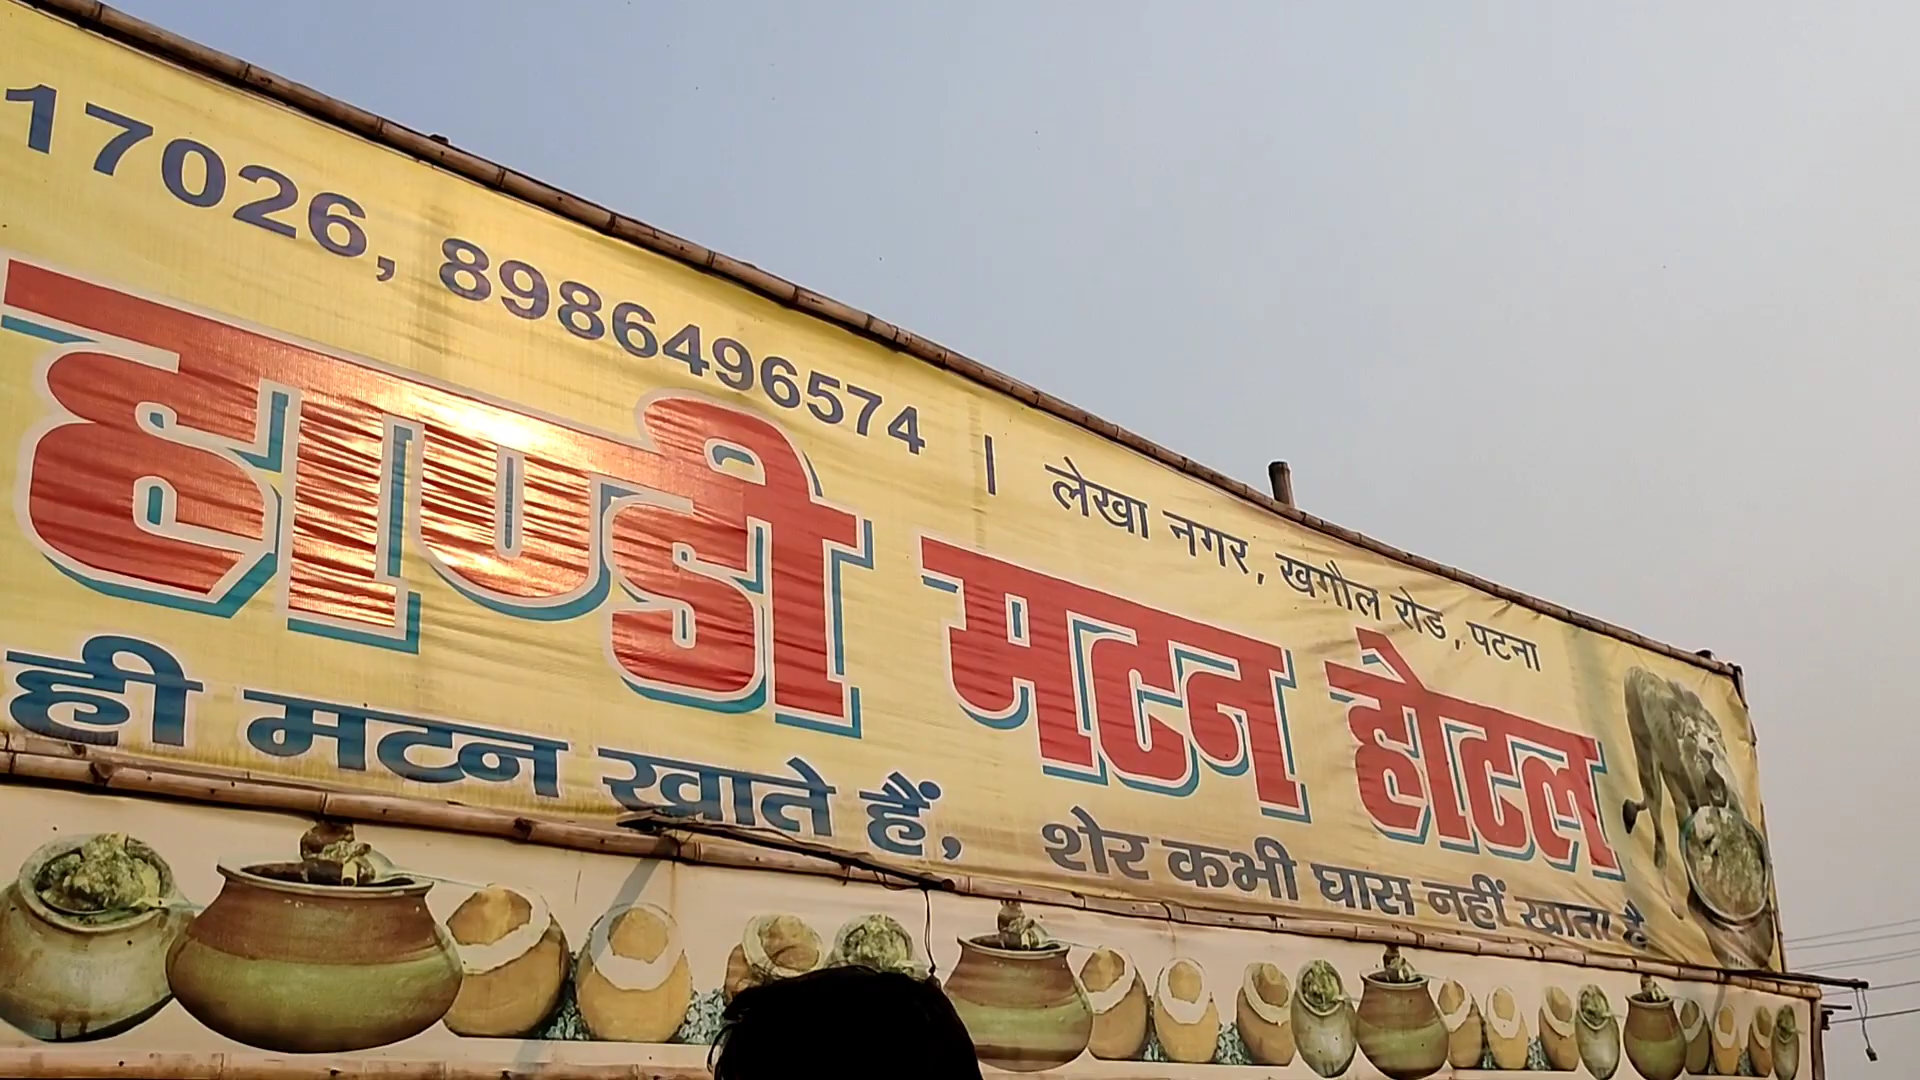 17026, 8986496574 | लेखा नगर, खगौल रोड, पटना
हाण्डी मटन होटल
ही मटन खाते हैं, शेर कभी घास नहीं खाता है